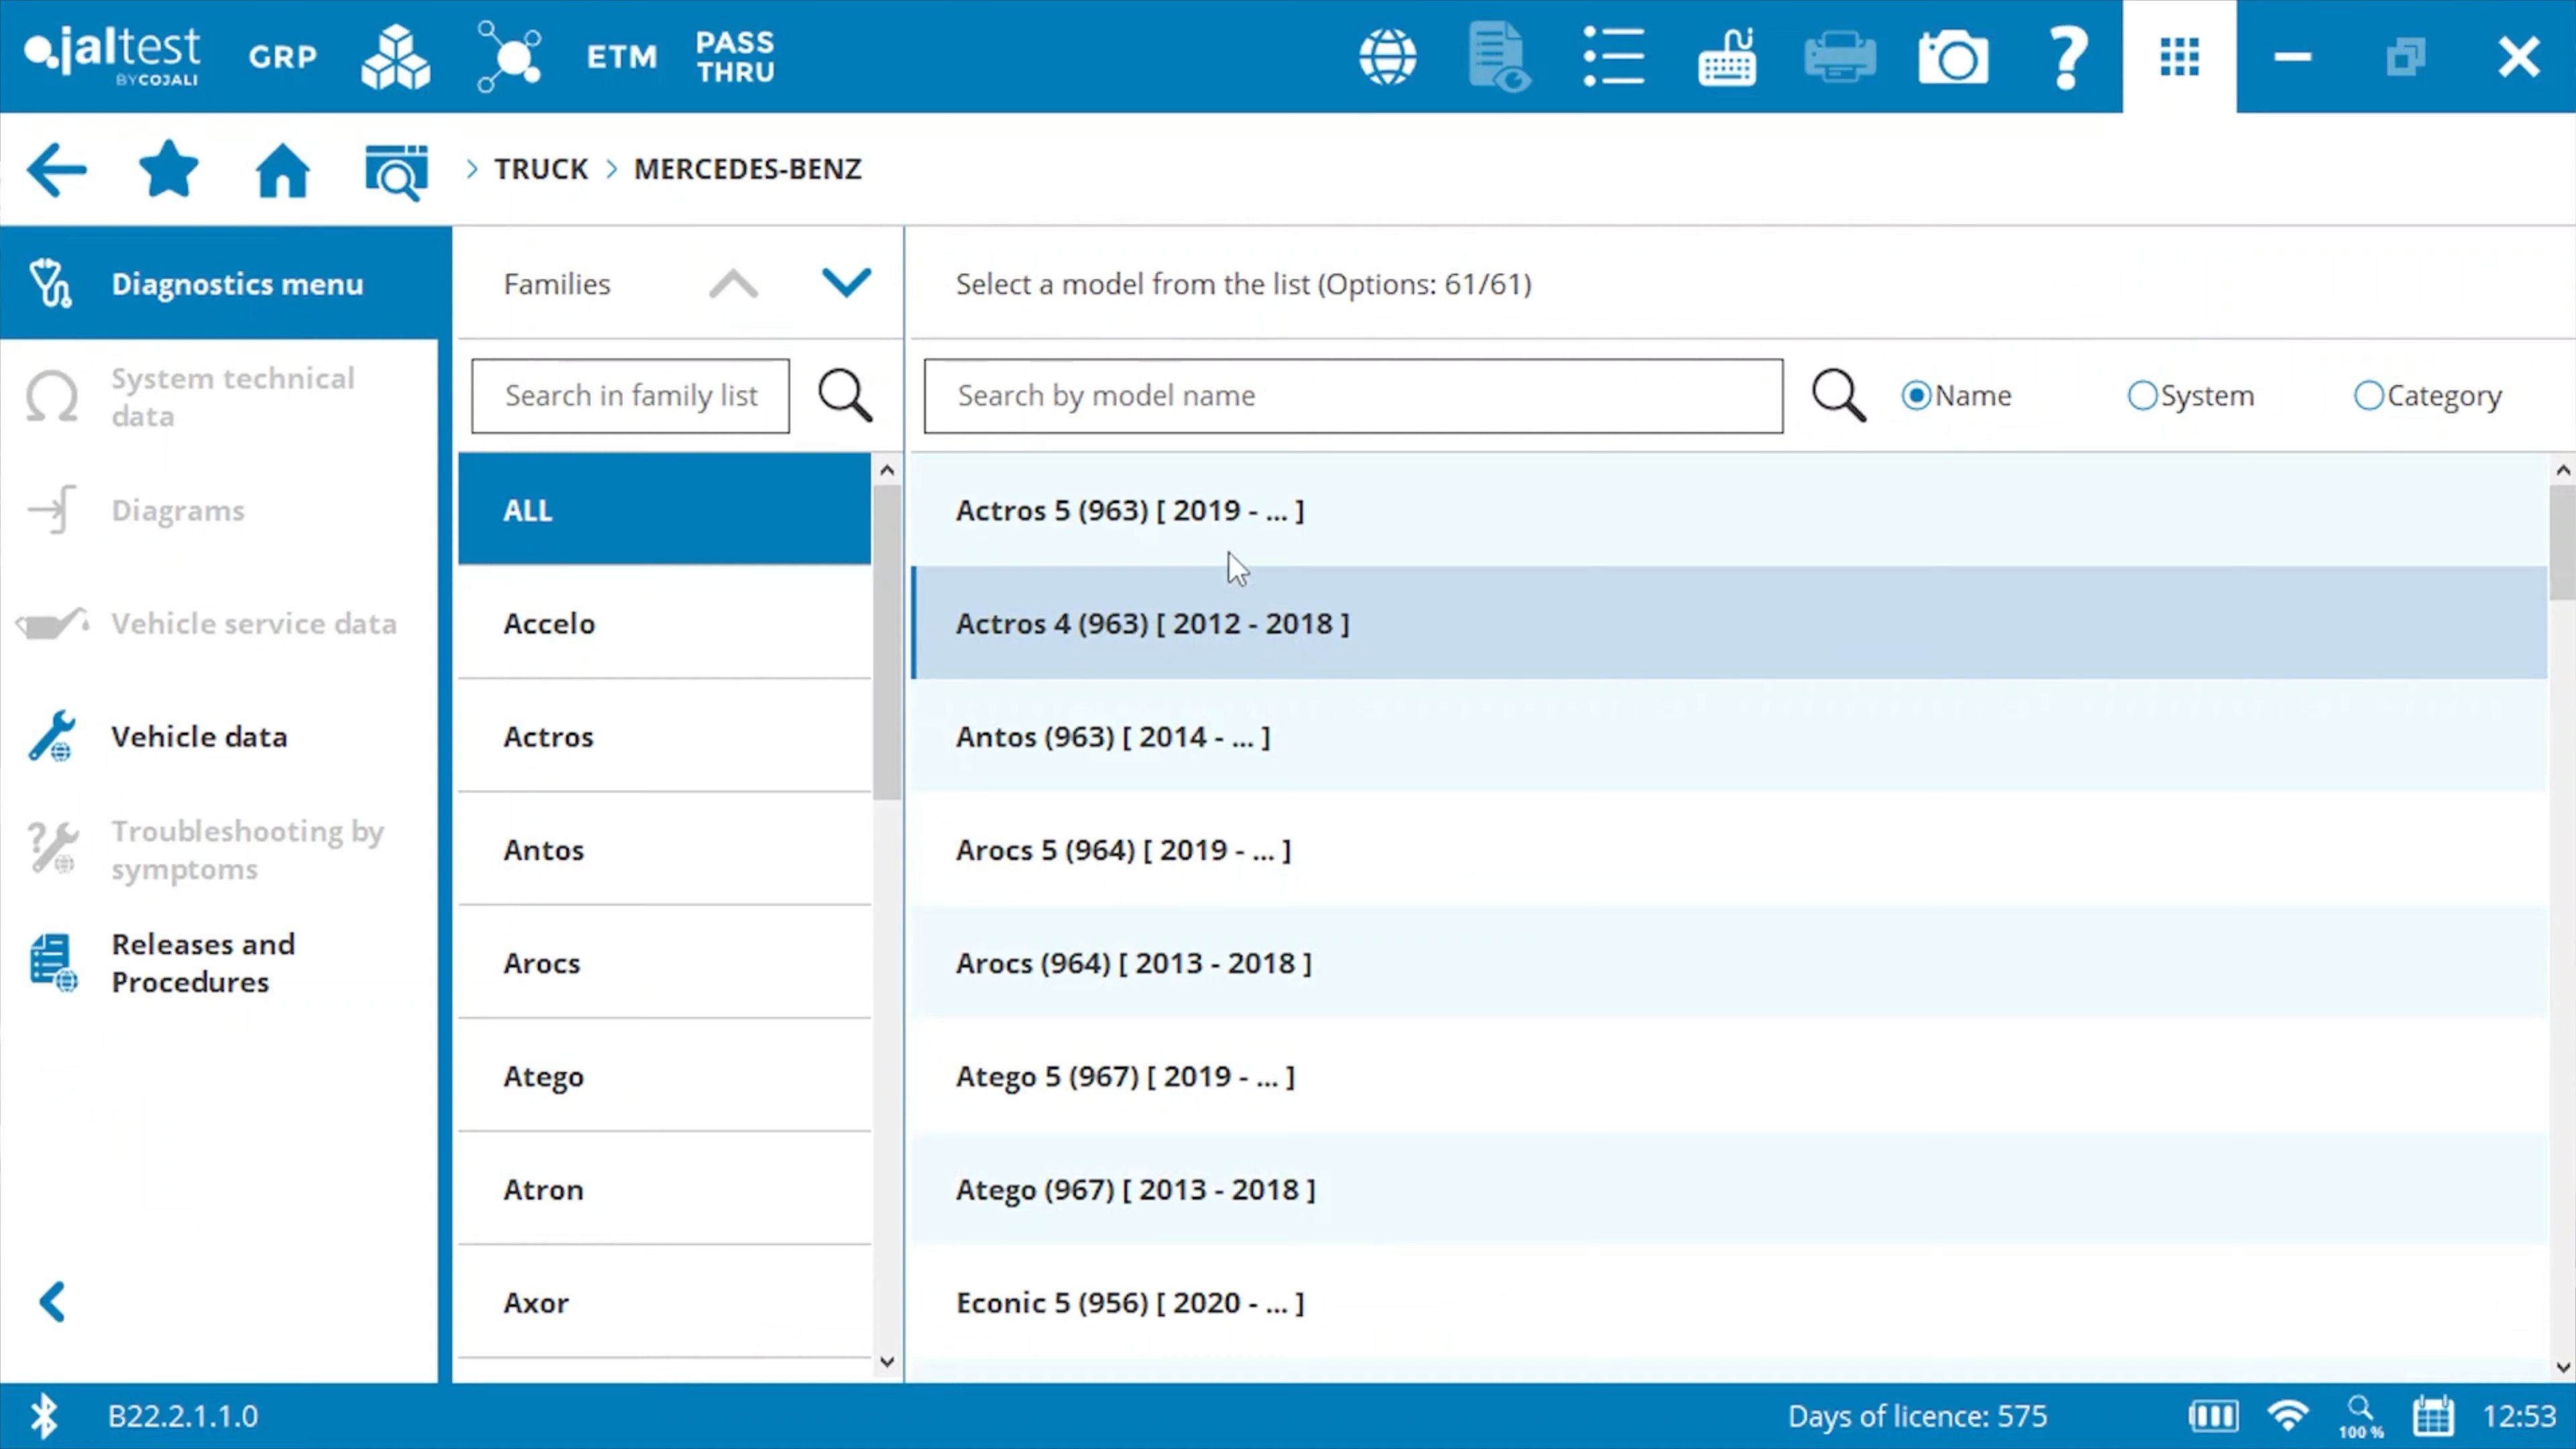 jaltest
BY COJALI
GRP
ETM
PASS
THRU
?
> TRUCK > MERCEDES-BENZ
Diagnostics menu
System technical
data
Diagrams
Vehicle service data
Vehicle data
Troubleshooting by
symptoms
Releases and
Procedures
Families
Search in family list
ALL
Accelo
Actros
Antos
Arocs
Atego
Atron
Axor
Select a model from the list (Options: 61/61)
Search by model name
Name System Category
Actros 5 (963) [ 2019 - ... ]
Actros 4 (963) [ 2012 - 2018 ]
Antos (963) [ 2014 - ... ]
Arocs 5 (964) [ 2019 - ... ]
Arocs (964) [ 2013 - 2018 ]
Atego 5 (967) [ 2019 - ... ]
Atego (967) [ 2013 - 2018 ]
Econic 5 (956) [ 2020 - ... ]
B22.2.1.1.0
Days of licence: 575
100 %
12:53